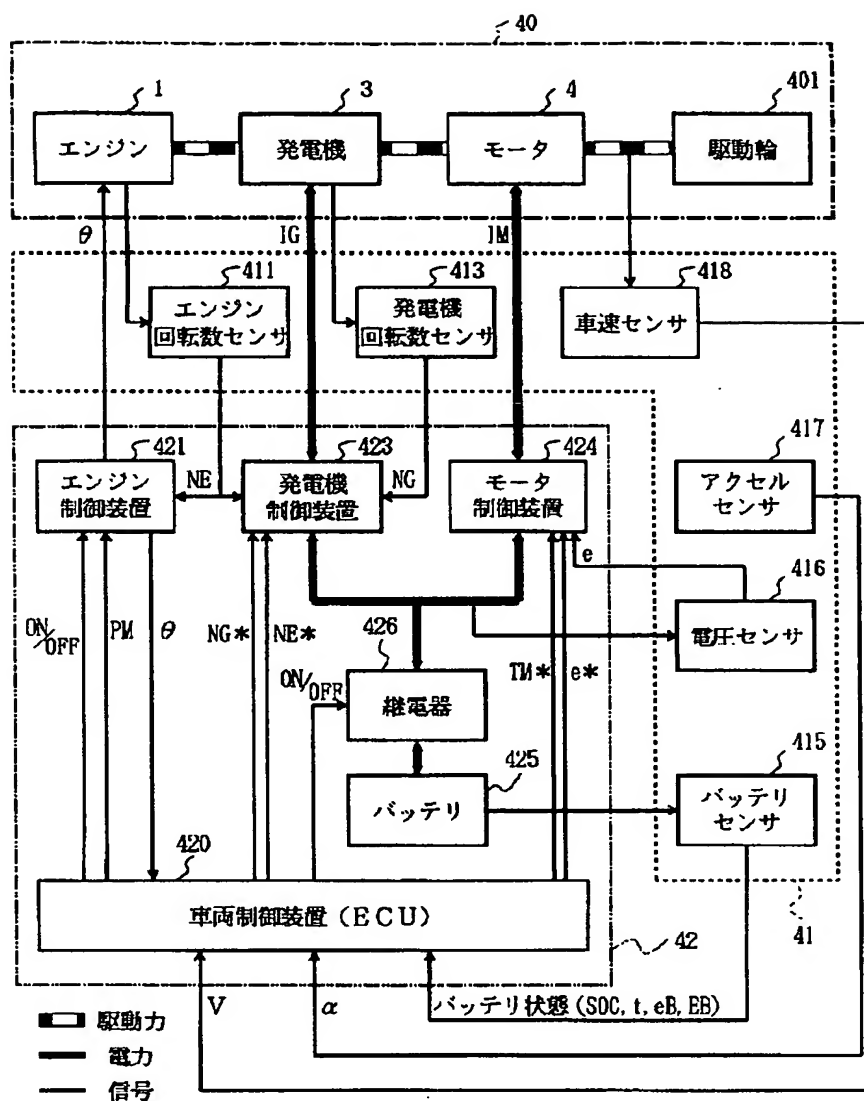 40
1
3
4
401
エンジン
発電機
モータ
駆動輪
θ
IG
IM
411
413
418
エンジン
回転数センサ
発電機
回転数センサ
車速センサ
421
423
424
417
エンジン
制御装置
NE
発電機
制御装置
NG
モータ
制御装置
アクセル
センサ
e
416
電圧センサ
ON/OFF
PM
θ
NG*
NE*
426
ON/OFF
継電器
TM*
e*
425
415
バッテリ
バッテリ
センサ
420
車両制御装置(ECU)
42
41
V
α
バッテリ状態(SOC, t, eB, EB)
駆動力
電力
信号